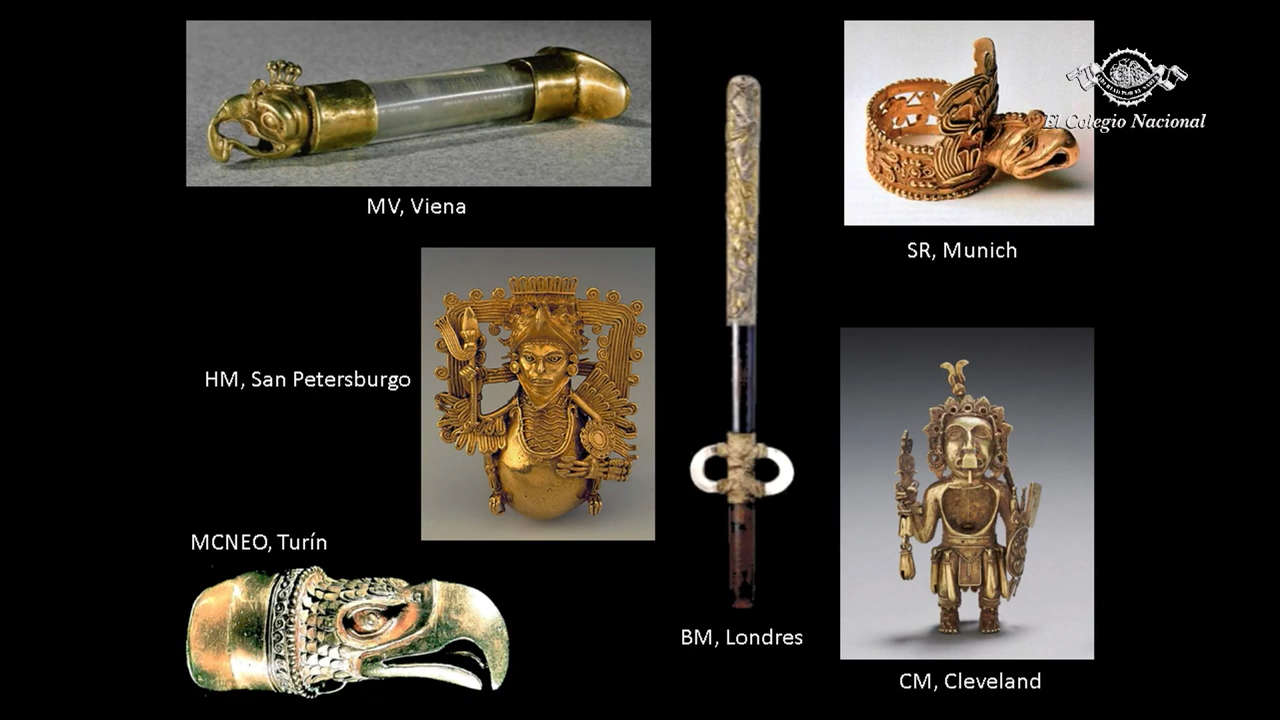 MV, Viena
El Colegio Nacional
SR, Munich
HM, San Petersburgo
MCNEO, Turín
BM, Londres
CM, Cleveland